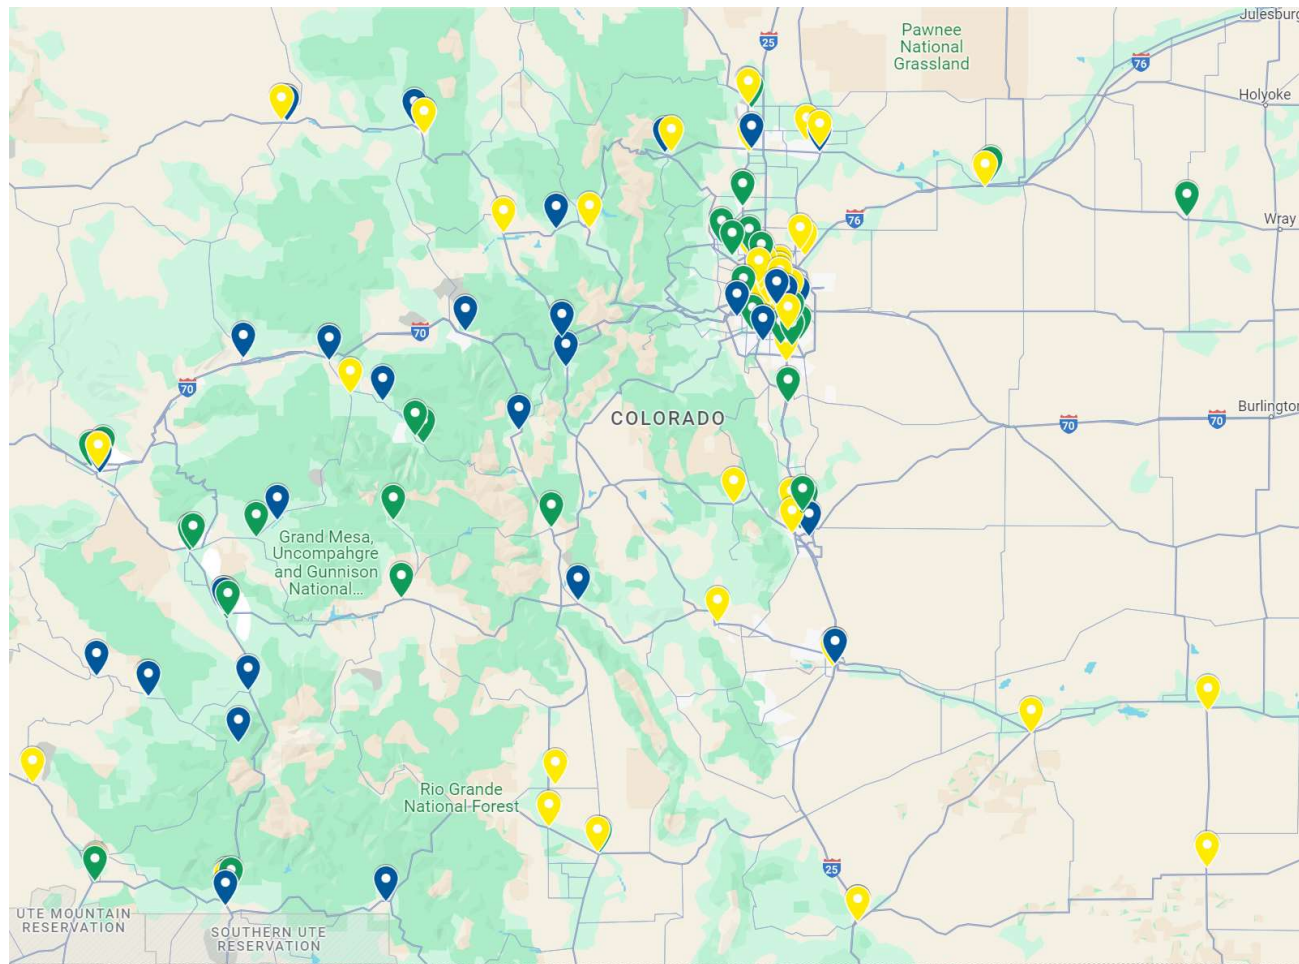 Julesburg
Pawnee
National
Grassland
25
76
Holyoke
76
Wray
70
70
COLORADO
Burlington
70
70
Grand Mesa,
Uncompahgre
and Gunnison
National...
Rio Grande
National Forest
25
UTE MOUNTAIN
RESERVATION
SOUTHERN UTE
RESERVATION